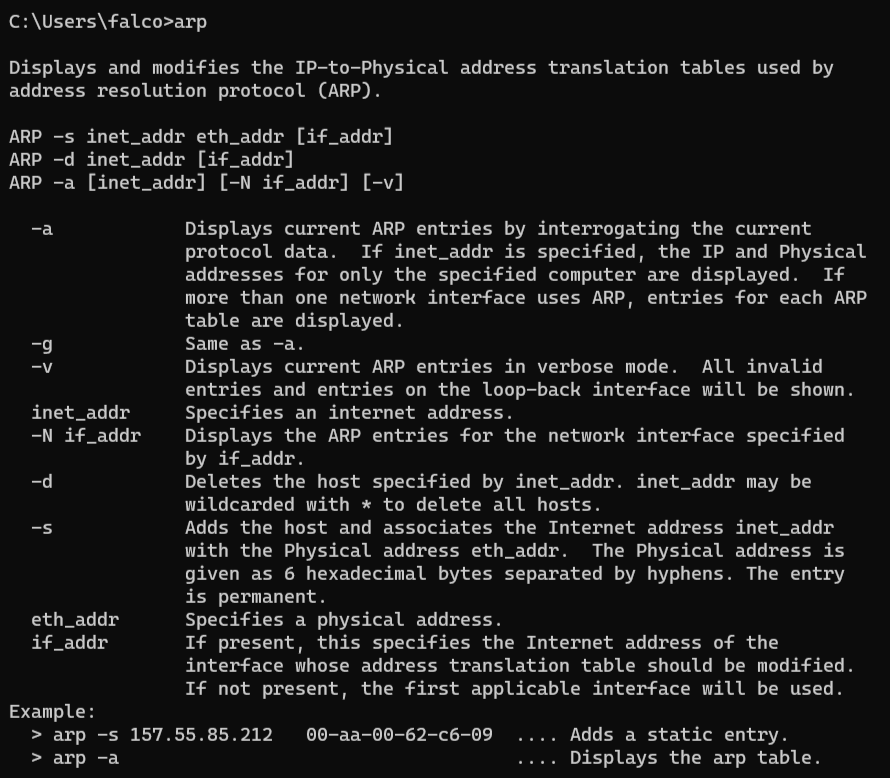 C:\Users\falco>arp
Displays and modifies the IP-to-Physical address translation tables used by
address resolution protocol (ARP).
ARP -s inet_addr eth_addr [if_addr]
ARP -d inet_addr [if_addr]
ARP -a [inet_addr] [-N if_addr] [-v]
-a Displays current ARP entries by interrogating the current
protocol data. If inet_addr is specified, the IP and Physical
addresses for only the specified computer are displayed. If
more than one network interface uses ARP, entries for each ARP
table are displayed.
-g Same as -a.
-v Displays current ARP entries in verbose mode. All invalid
entries and entries on the loop-back interface will be shown.
inet_addr Specifies an internet address.
-N if_addr Displays the ARP entries for the network interface specified
by if_addr.
-d Deletes the host specified by inet_addr. inet_addr may be
wildcarded with * to delete all hosts.
-s Adds the host and associates the Internet address inet_addr
with the Physical address eth_addr. The Physical address is
given as 6 hexadecimal bytes separated by hyphens. The entry
is permanent.
eth_addr Specifies a physical address.
if_addr If present, this specifies the Internet address of the
interface whose address translation table should be modified.
If not present, the first applicable interface will be used.
Example:
> arp -s 157.55.85.212 00-aa-00-62-c6-09 .... Adds a static entry.
> arp -a .... Displays the arp table.